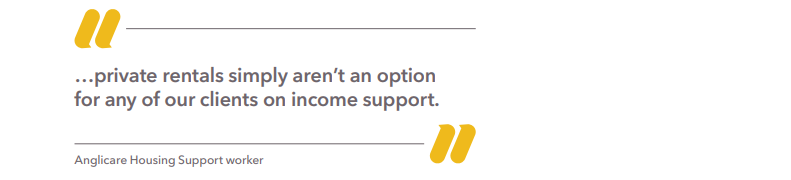 …private rentals simply aren’t an option
for any of our clients on income support.
Anglicare Housing Support worker